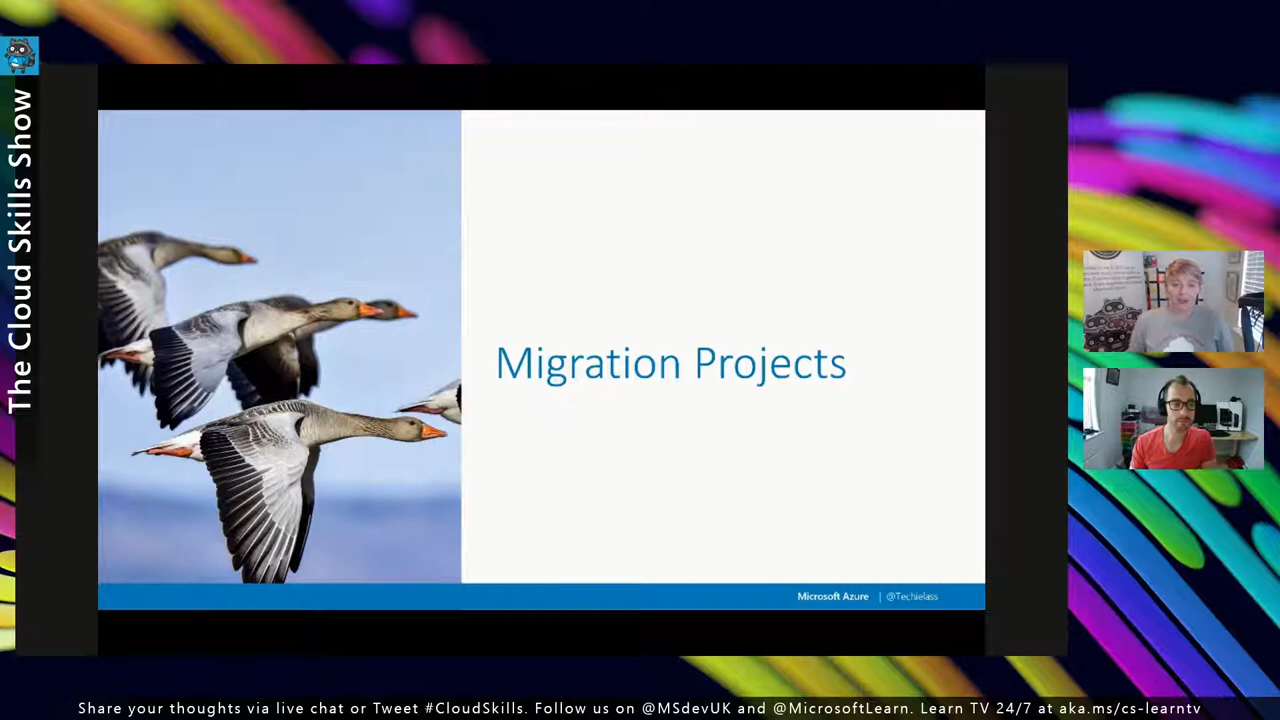 The Cloud Skills Show
Migration Projects
Microsoft Azure | @Techielass
Share your thoughts via live chat or Tweet #CloudSkills. Follow us on @MSdevUK and @MicrosoftLearn. Learn TV 24/7 at aka.ms/cs-learntv